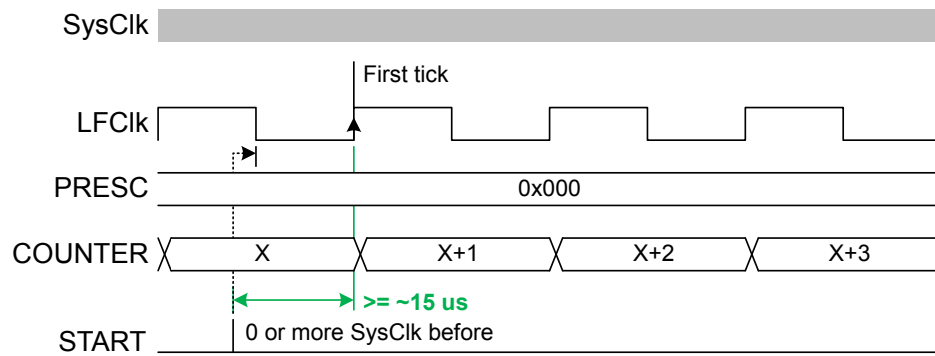 SysClk
First tick
LFClk
PRESC
0x000
COUNTER
X
X+1
X+2
X+3
>= ~15 us
0 or more SysClk before
START